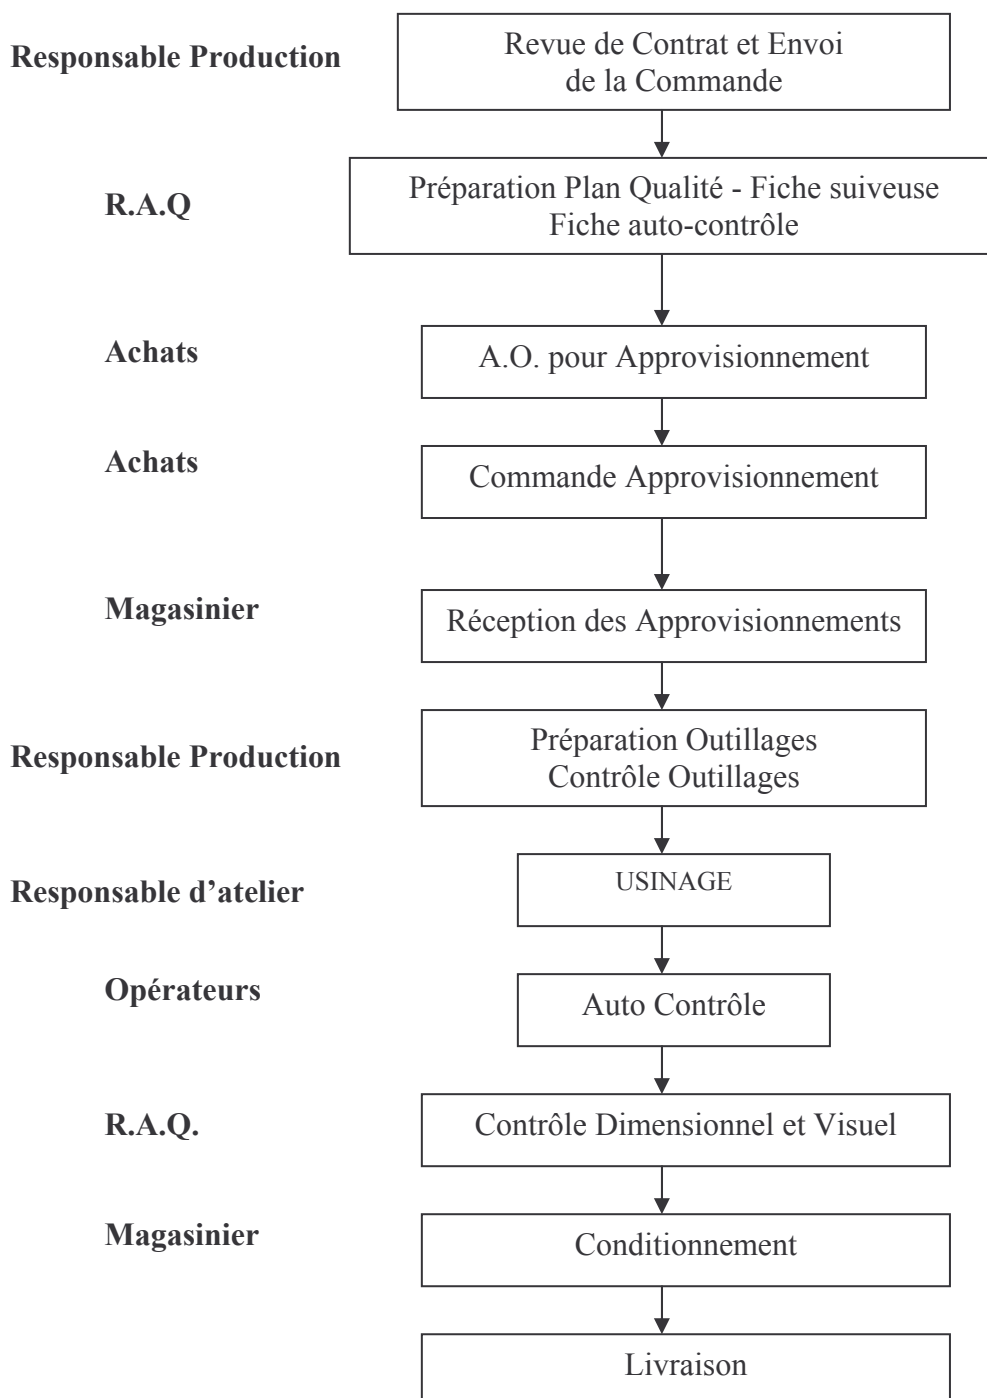 Responsable Production
Revue de Contrat et Envoi
de la Commande
R.A.Q
Préparation Plan Qualité - Fiche suiveuse
Fiche auto-contrôle
Achats
A.O. pour Approvisionnement
Achats
Commande Approvisionnement
Magasinier
Réception des Approvisionnements
Responsable Production
Préparation Outillages
Contrôle Outillages
Responsable d’atelier
USINAGE
Opérateurs
Auto Contrôle
R.A.Q.
Contrôle Dimensionnel et Visuel
Magasinier
Conditionnement
Livraison